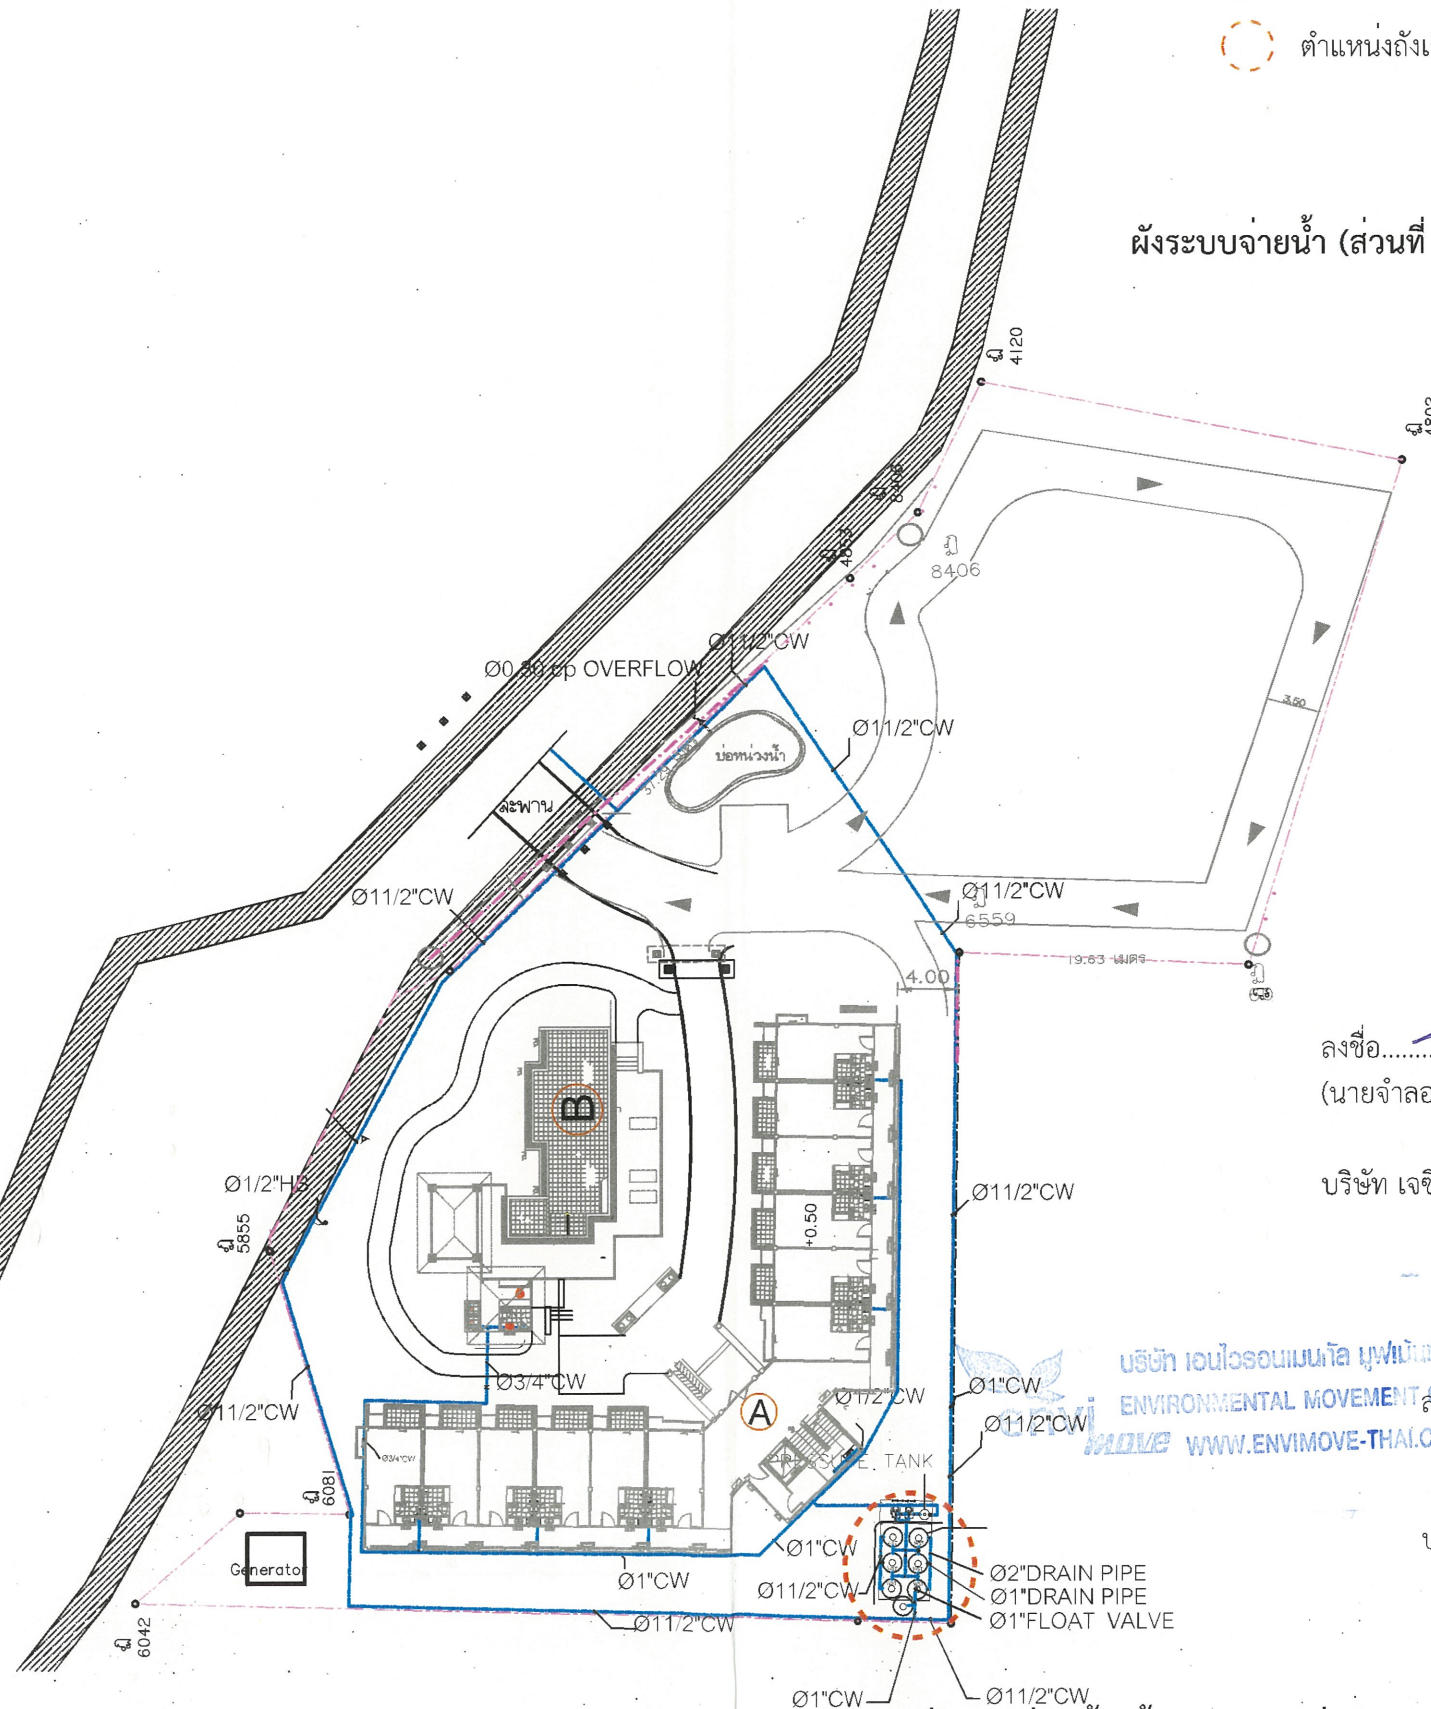 ตำแหน่งถัง
ผังระบบจ่ายน้ำ (ส่วนที่
4120
8406
4853
8406
Ø11/2"CW
OVERFLOW
Ø11/2"CW
3.50
บ่อหน่วงน้ำ
สะพาน
Ø11/2"CW
Ø11/2"CW
6559
19.63 เมตร
4.00
ลงชื่อ........
(นายจำลอ
B
บริษัท เจซี
Ø1/2"HB
Ø11/2"CW
+0.50
5855
บริษัท เอนไวรอนเมนทัล มูฟเม้น
Ø3/4"CW
Ø1"CW
Ø11/2"CW
A
Ø1/2"CW
ENVIRONMENTAL MOVEMENT
Ø11/2"CW
envi move
WWW.ENVIMOVE-THAI.C
Ø3/4"CW
PRESSURE TANK
6081
Ø1"CW
Generator
Ø1"CW
Ø11/2"CW
Ø2"DRAIN PIPE
Ø1"DRAIN PIPE
Ø1"FLOAT VALVE
Ø11/2"CW
6042
Ø1"CW
Ø11/2"CW